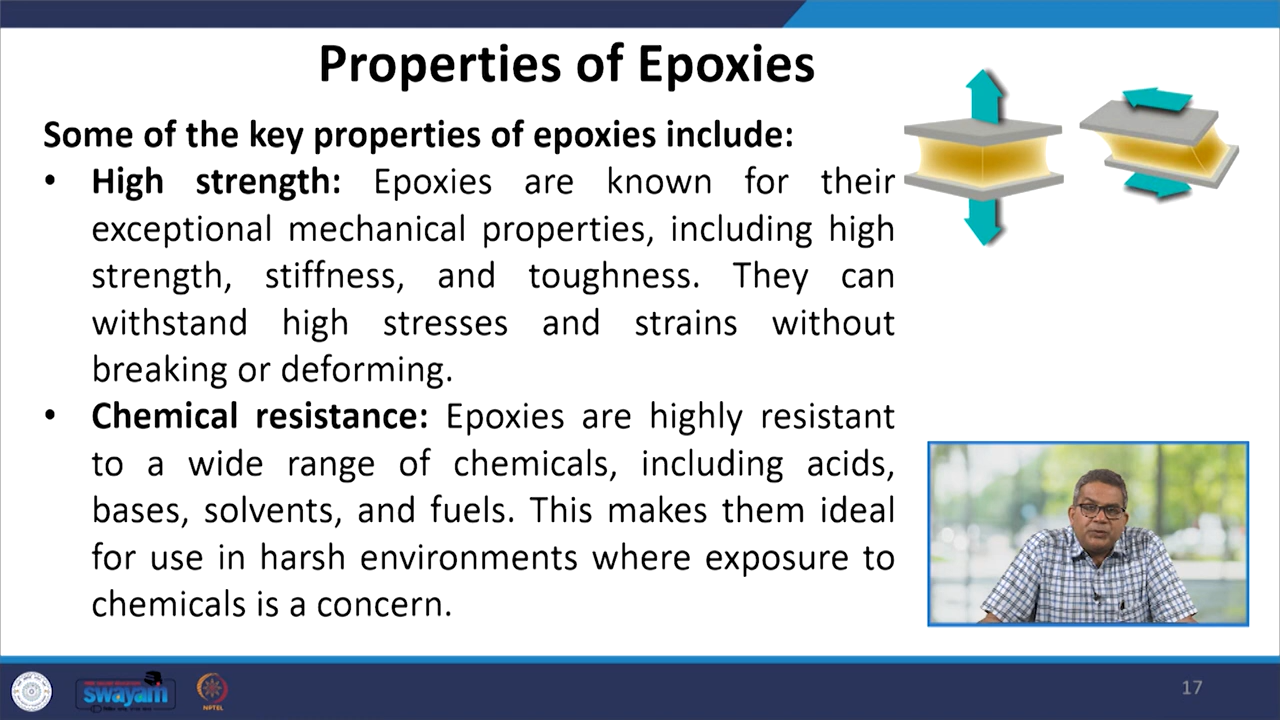 Properties of Epoxies
Some of the key properties of epoxies include:
• High strength: Epoxies are known for their
exceptional mechanical properties, including high
strength, stiffness, and toughness. They can
withstand high stresses and strains without
breaking or deforming.
• Chemical resistance: Epoxies are highly resistant
to a wide range of chemicals, including acids,
bases, solvents, and fuels. This makes them ideal
for use in harsh environments where exposure to
chemicals is a concern.
swayam
NPTEL
17